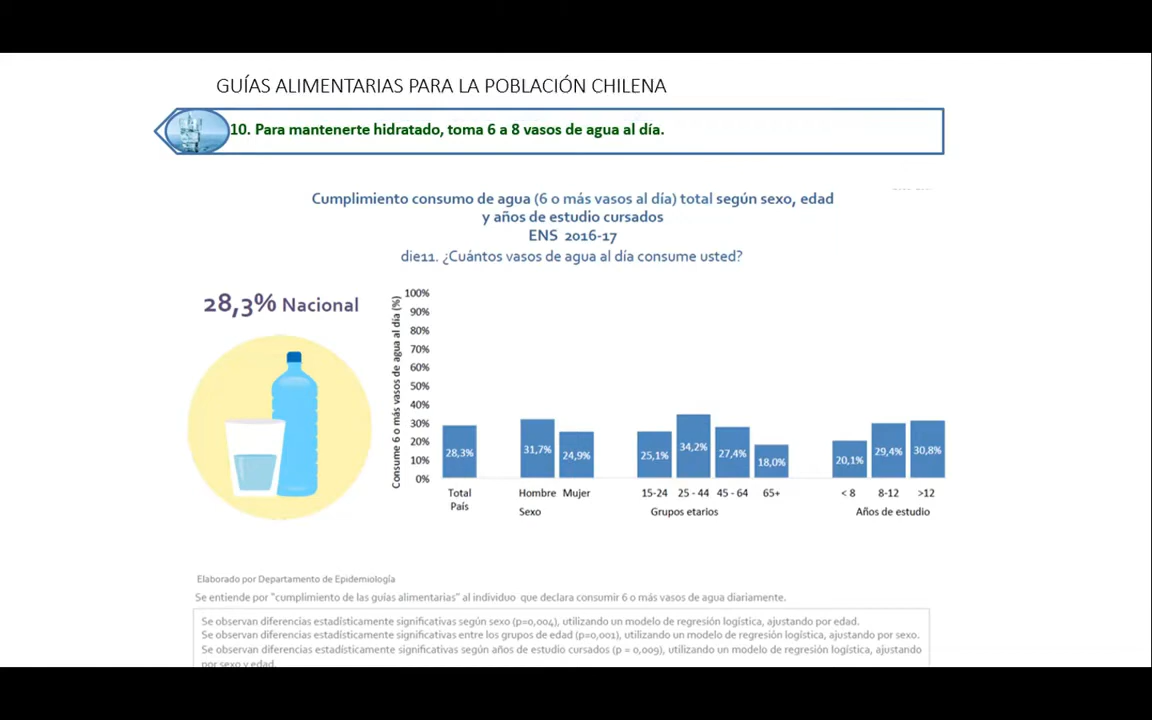 GUÍAS ALIMENTARIAS PARA LA POBLACIÓN CHILENA
10. Para mantenerte hidratado, toma 6 a 8 vasos de agua al día.
Cumplimiento consumo de agua (6 o más vasos al día) total según sexo, edad
y años de estudio cursados
ENS 2016-17
die11. ¿Cuántos vasos de agua al día consume usted?
28,3% Nacional
Consume 6 o más vasos de agua al día (%)
100%
90%
80%
70%
60%
50%
40%
30%
20%
10%
0%
28,3%
31,7%
24,9%
25,1%
34,2%
27,4%
18,0%
20,1%
29,4%
30,8%
Total País
Hombre Mujer
15-24 25 - 44 45 - 64 65+
< 8 8-12 >12
Sexo
Grupos etarios
Años de estudio
Elaborado por Departamento de Epidemiología
Se entiende por "cumplimiento de las guías alimentarias" al individuo que declara consumir 6 o más vasos de agua diariamente.
Se observan diferencias estadísticamente significativas según sexo (p=0,004), utilizando un modelo de regresión logística, ajustando por edad.
Se observan diferencias estadísticamente significativas entre los grupos de edad (p=0,001), utilizando un modelo de regresión logística, ajustando por sexo.
Se observan diferencias estadísticamente significativas según años de estudio cursados (p = 0,009), utilizando un modelo de regresión logística, ajustando
por sexo y edad.